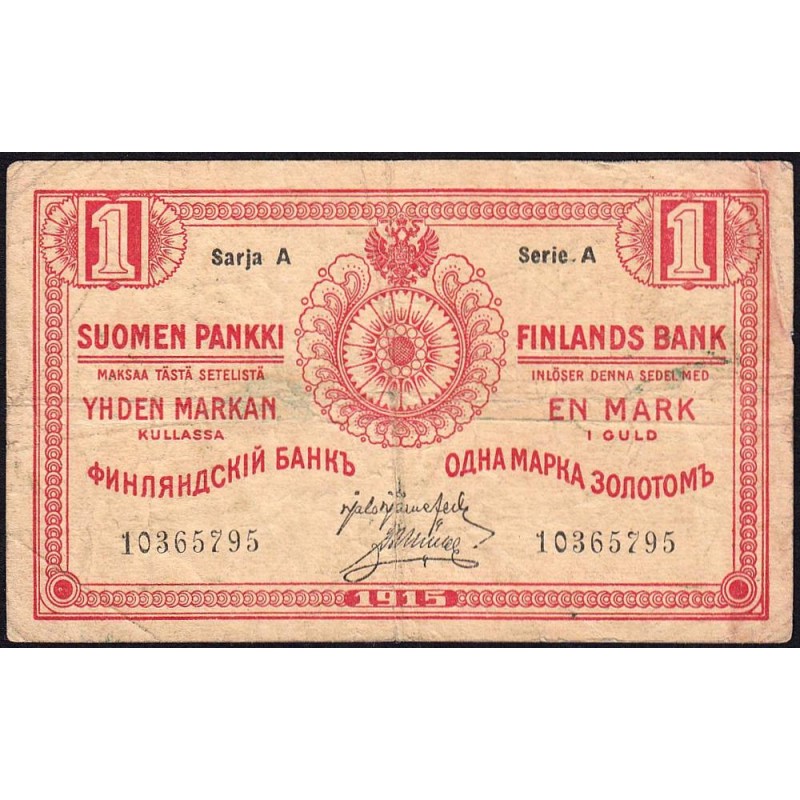 1 1
Sarja A Serie. A
SUOMEN PANKKI
MAKSAA TÄSTÄ SETELISTÄ
YHDEN MARKAN
KULLASSA
FINLANDS BANK
INLÖSER DENNA SEDEL MED
EN MARK
I GULD
ФИНЛЯНДСКІЙ БАНКЪ
ОДНА МАРКА ЗОЛОТОМЪ
10365795 10365795
1915